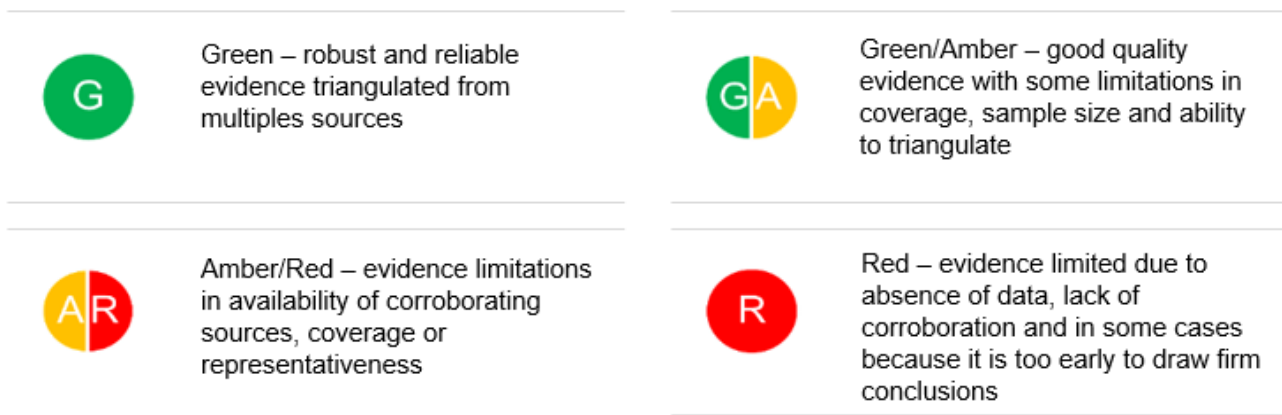 G
Green – robust and reliable
evidence triangulated from
multiples sources
GA
Green/Amber – good quality
evidence with some limitations in
coverage, sample size and ability
to triangulate
AR
Amber/Red – evidence limitations
in availability of corroborating
sources, coverage or
representativeness
R
Red – evidence limited due to
absence of data, lack of
corroboration and in some cases
because it is too early to draw firm
conclusions